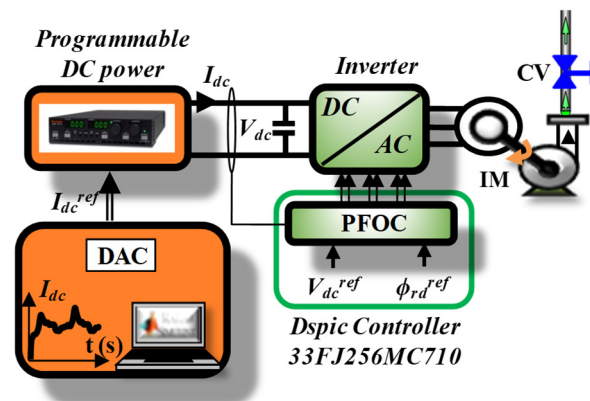 Programmable
DC power
I_dc
V_dc
Inverter
DC
AC
CV
IM
I_dc^ref
PFOC
DAC
V_dc^ref
ϕ_rd^ref
I_dc
t (s)
Dspic Controller
33FJ256MC710